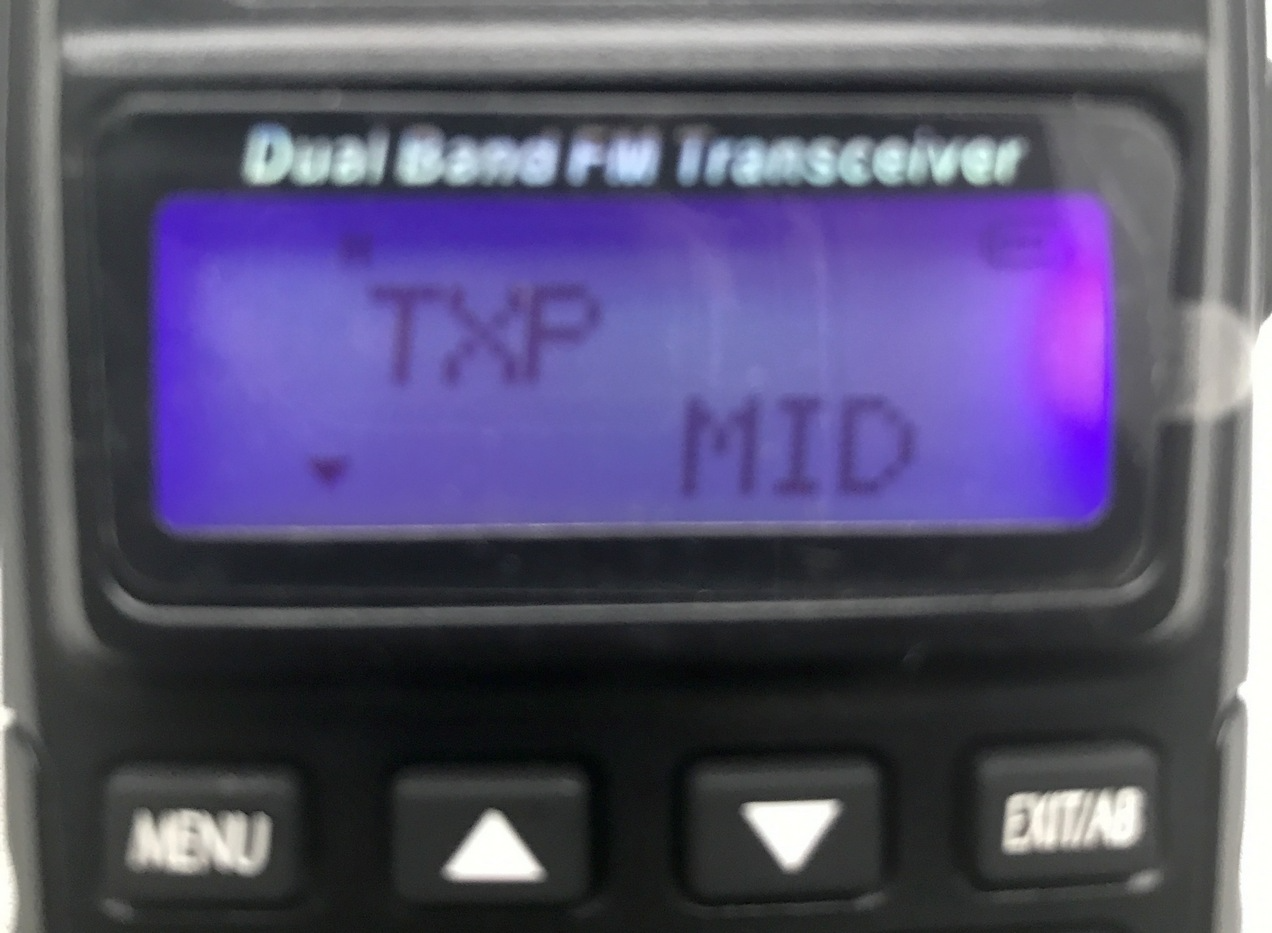 Dual Band FM Transceiver
TXP
MID
MENU
EXIT/AB